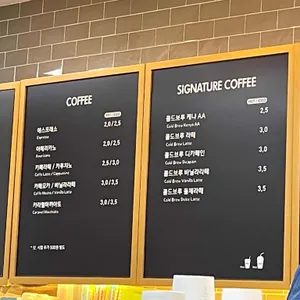 COFFEE
HOT / ICED
에스프레소 2,0 / 2,5
Espresso
아메리카노 2,0 / 2,5
Americano
카페라떼 / 카푸치노 2,5 / 3,0
Caffe Latte / Cappuccino
카페모카 / 바닐라라떼 3,0 / 3,5
Caffe Mocha / Vanilla Latte
카라멜마끼아또 3,0 / 3,5
Caramel Macchiato
SIGNATURE COFFEE
HOT / ICED
콜드브루 케냐 AA 2,5
Cold Brew Kenya AA
콜드브루 라떼 3,0
Cold Brew Latte
콜드브루 디카페인 3,0
Cold Brew Decapein
콜드브루 바닐라라떼 3,5
Cold Brew Vanilla Latte
콜드브루 돌체라떼 3,5
Cold Brew Dolce Latte